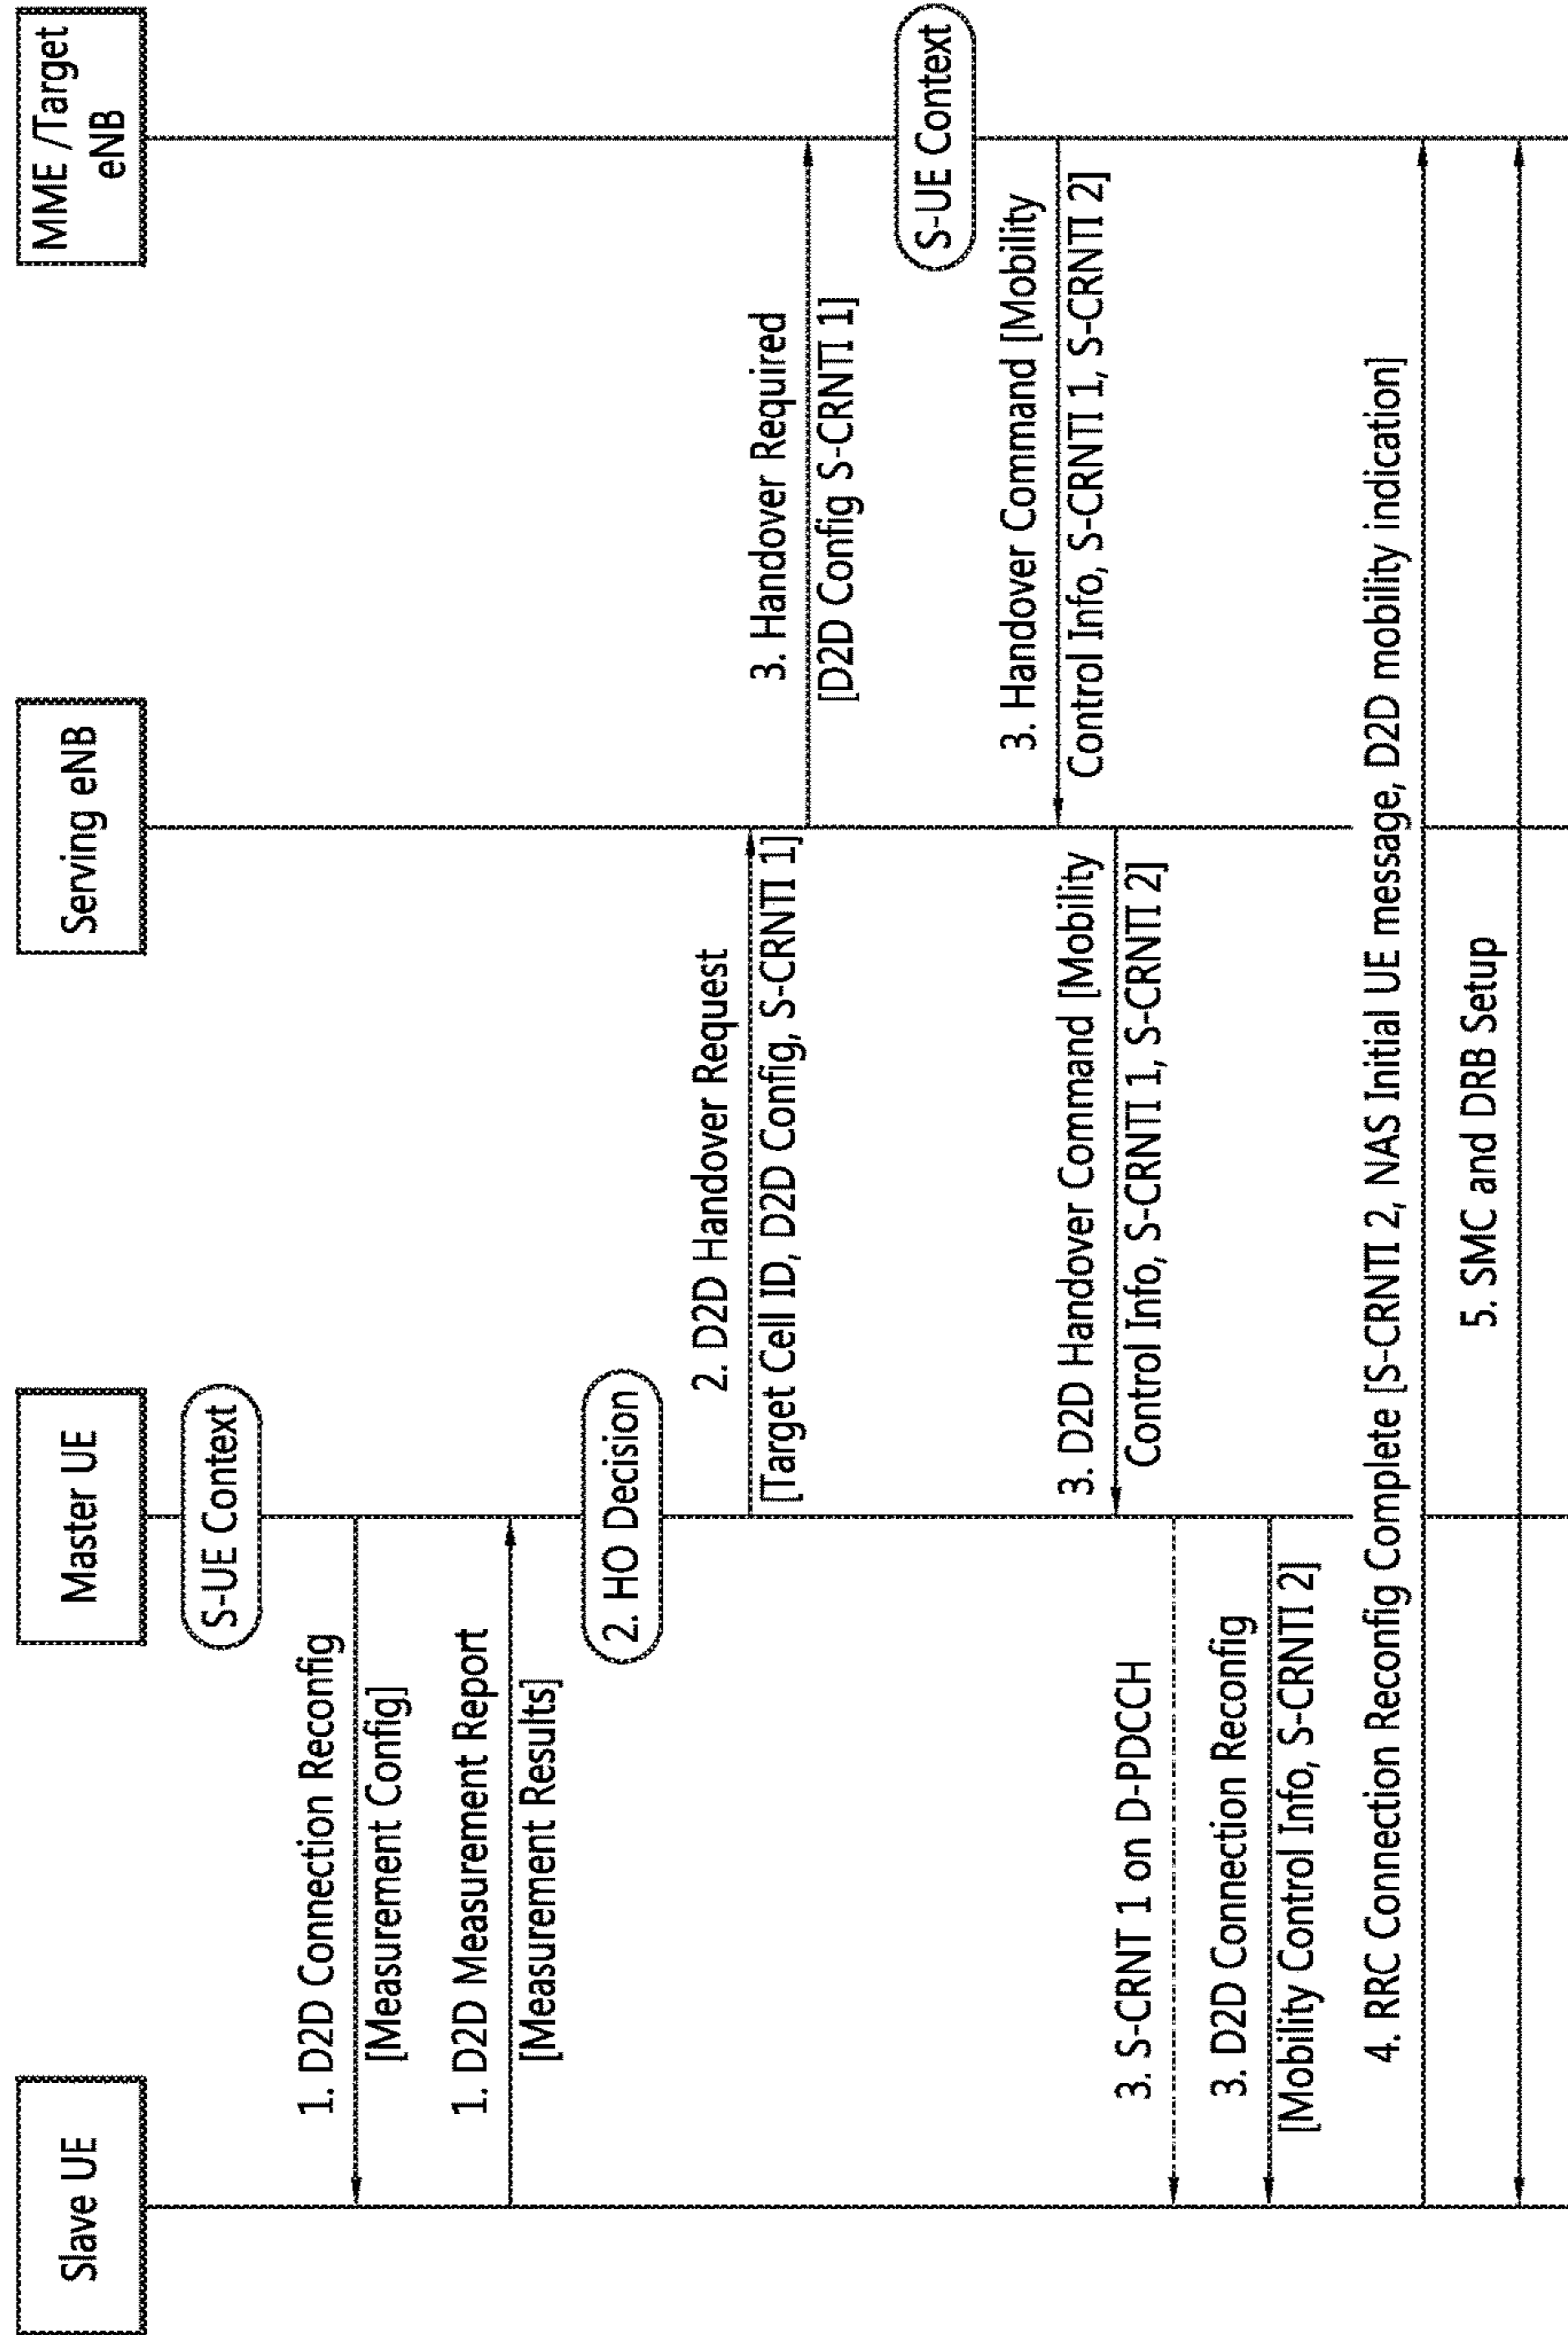 Slave UE
Master UE
Serving eNB
MME /Target
eNB
S-UE Context
1. D2D Connection Reconfig
[Measurement Config]
1. D2D Measurement Report
[Measurement Results]
2. HO Decision
2. D2D Handover Request
[Target Cell ID, D2D Config, S-CRNTI 1]
3. Handover Required
[D2D Config S-CRNTI 1]
S-UE Context
3. Handover Command [Mobility
Control Info, S-CRNTI 1, S-CRNTI 2]
3. D2D Handover Command [Mobility
Control Info, S-CRNTI 1, S-CRNTI 2]
3. S-CRNT 1 on D-PDCCH
3. D2D Connection Reconfig
[Mobility Control Info, S-CRNTI 2]
4. RRC Connection Reconfig Complete [S-CRNTI 2, NAS Initial UE message, D2D mobility indication]
5. SMC and DRB Setup